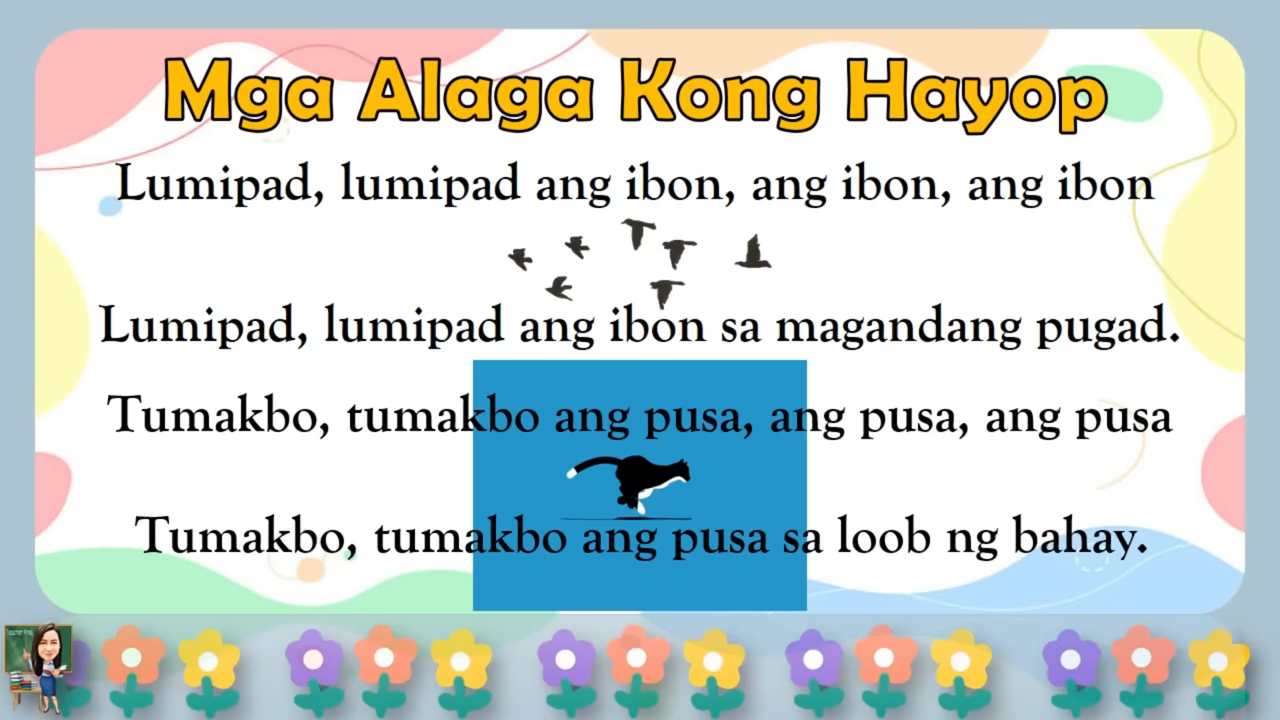 Mga Alaga Kong Hayop
Lumipad, lumipad ang ibon, ang ibon, ang ibon
Lumipad, lumipad ang ibon sa magandang pugad.
Tumakbo, tumakbo ang pusa, ang pusa, ang pusa
Tumakbo, tumakbo ang pusa sa loob ng bahay.